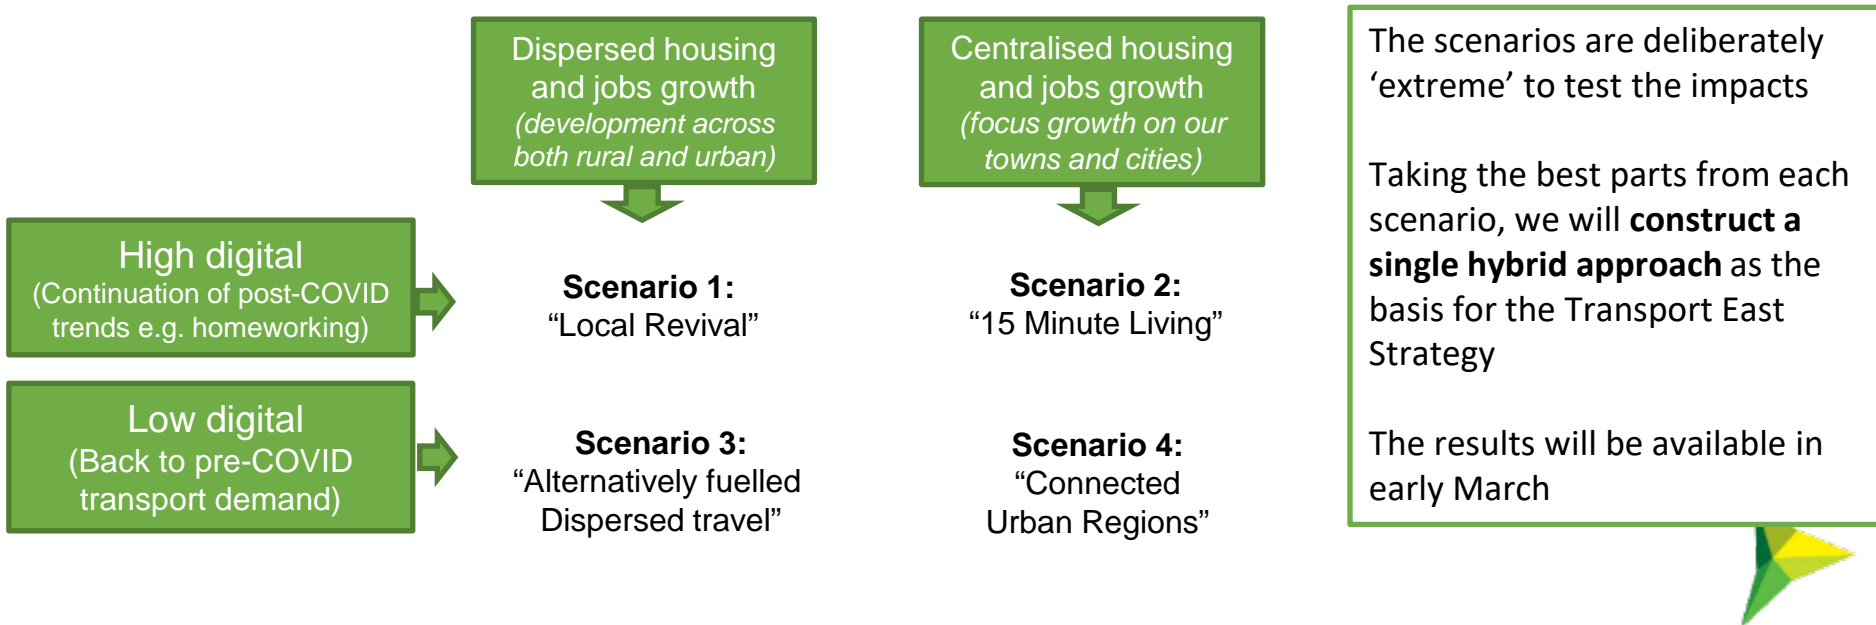 Dispersed housing
and jobs growth
(development across
both rural and urban)
Centralised housing
and jobs growth
(focus growth on our
towns and cities)
High digital
(Continuation of post-COVID
trends e.g. homeworking)
Scenario 1:
“Local Revival”
Scenario 2:
“15 Minute Living”
Low digital
(Back to pre-COVID
transport demand)
Scenario 3:
“Alternatively fuelled
Dispersed travel”
Scenario 4:
“Connected
Urban Regions”
The scenarios are deliberately
‘extreme’ to test the impacts
Taking the best parts from each
scenario, we will construct a
single hybrid approach as the
basis for the Transport East
Strategy
The results will be available in
early March